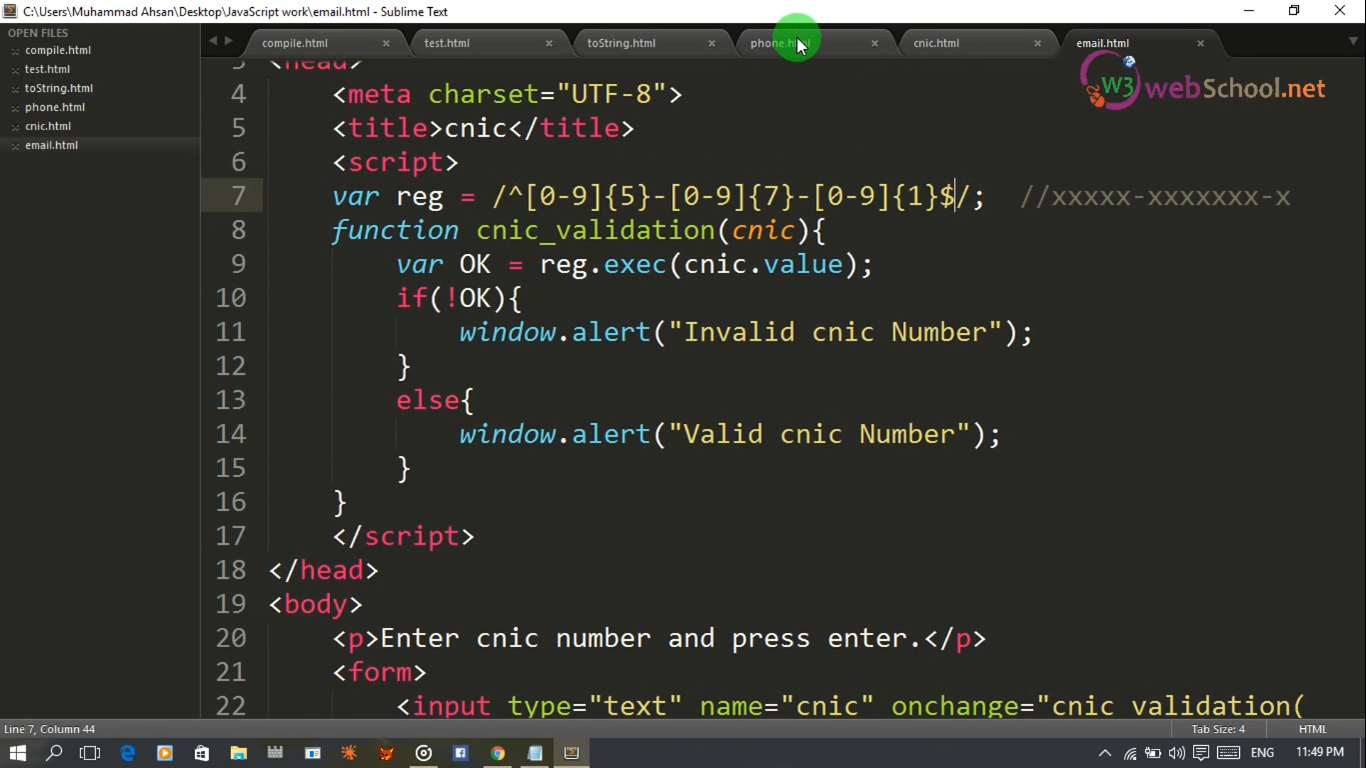 C:\Users\Muhammad Ahsan\Desktop\JavaScript work\email.html - Sublime Text
OPEN FILES
compile.html
test.html
toString.html
phone.html
cnic.html
email.html
compile.html
test.html
toString.html
phone.html
cnic.html
email.html
W3 webSchool.net
3 <head>
4 <meta charset="UTF-8">
5 <title>cnic</title>
6 <script>
7 var reg = /^[0-9]{5}-[0-9]{7}-[0-9]{1}$/; //xxxxx-xxxxxxx-x
8 function cnic_validation(cnic){
9 var OK = reg.exec(cnic.value);
10 if(!OK){
11 window.alert("Invalid cnic Number");
12 }
13 else{
14 window.alert("Valid cnic Number");
15 }
16 }
17 </script>
18 </head>
19 <body>
20 <p>Enter cnic number and press enter.</p>
21 <form>
22 <input type="text" name="cnic" onchange="cnic_validation(
Line 7, Column 44
Tab Size: 4
HTML
ENG
11:49 PM